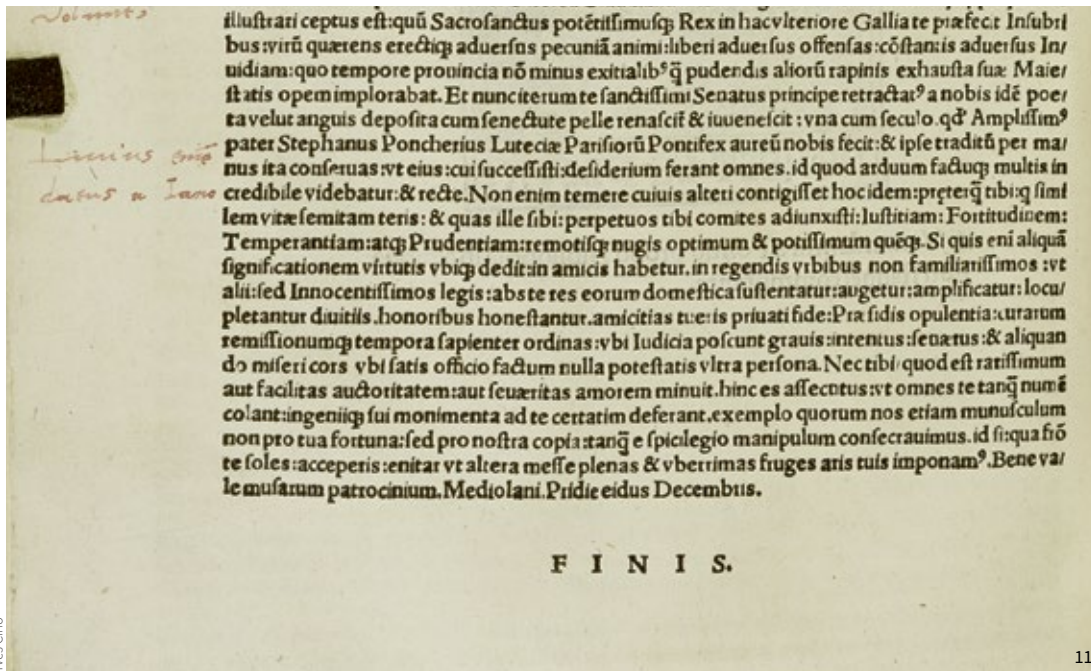 illuſtrari ceptus eſt:quū Sacroſanctus potētiſſimuſq; Rex in hac vlteriore Gallia te præfecit Inſubri
bus:virū quærens erectiq; aduerſus pecuniā animi:liberi aduerſus offenſas:cōſtantis aduerſus In/
uidiam:quo tempore prouincia nō minus exitialibꝰ q̄ pudendis aliorū rapinis exhauſta ſuæ Maie/
ſtatis opem implorabat. Et nunc iterum te ſanctiſſimi Senatus principe retractatꝰ a nobis idē poe/
ta velut anguis depoſita cum ſenectute pelle renaſcit̄ & iuueneſcit : vna cum ſeculo. qd' Ampliſſimꝰ
pater Stephanus Poncherius Luteciæ Pariſiorū Pontifex aureū nobis fecit:& ipſe traditū per ma/
nus ita conſeruas:vt eius:cui ſucceſſiſti:deſiderium ferant omnes. id quod arduum factuq; multis in
credibile videbatur:& recte. Non enim temere cuiuis alteri contigiſſet hoc idem:preterq̄ tibi:q ſimi
lem vitæ ſemitam teris : & quas ille ſibi: perpetuos tibi comites adiunxiſti: Iuſtitiam: Fortitudinem:
Temperantiam:atq; Prudentiam:remotiſq; nugis optimum & potiſſimum quēq;. Si quis eni aliquā
ſignificationem virtutis vbiq; dedit:in amicis habetur. in regendis vrbibus non familiariſſimos : vt
alii:ſed Innocentiſſimos legis : abs te res eorum domeſtica ſuſtentatur:augetur:amplificatur: locu/
pletantur diuitiis .honoribus honeſtantur. amicitias tueris priuati fide: Præſidis opulentia: curarum
remiſſionumq; tempora ſapienter ordinas : vbi Iudicia poſcunt grauis : intentus : ſeuærus :& aliquan
do miſericors vbi ſatis officio factum nulla poteſtatis vltra perſona. Nec tibi quod eſt rariſſimum
aut facilitas auctoritatem:aut ſeuæritas amorem minuit. hinc es aſſecutus:vt omnes te tanq̄ numē
colant:ingeniiq; ſui monimenta ad te certatim deferant. exemplo quorum nos etiam munuſculum
non pro tua fortuna:ſed pro noſtra copia :tanq̄ e ſpicilegio manipulum conſecrauimus. id ſi:qua frō
te ſoles : acceperis : enitar vt altera meſſe plenas & vberrimas fruges aris tuis imponamꝰ. Bene va/
le muſarum patrocinium. Mediolani. Pridie eidus Decembris.
FINIS.
11